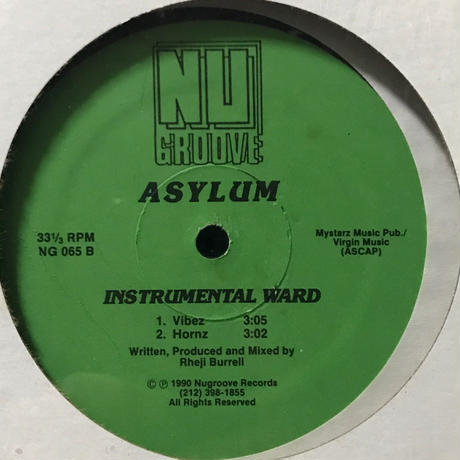 NU
GROOVE
ASYLUM
33⅓ RPM
NG 065 B
Mystarz Music Pub./
Virgin Music
(ASCAP)
INSTRUMENTAL WARD
1. Vibez 3:05
2. Hornz 3:02
Written, Produced and Mixed by
Rheji Burrell
© ℗ 1990 Nugroove Records
(212) 398-1855
All Rights Reserved